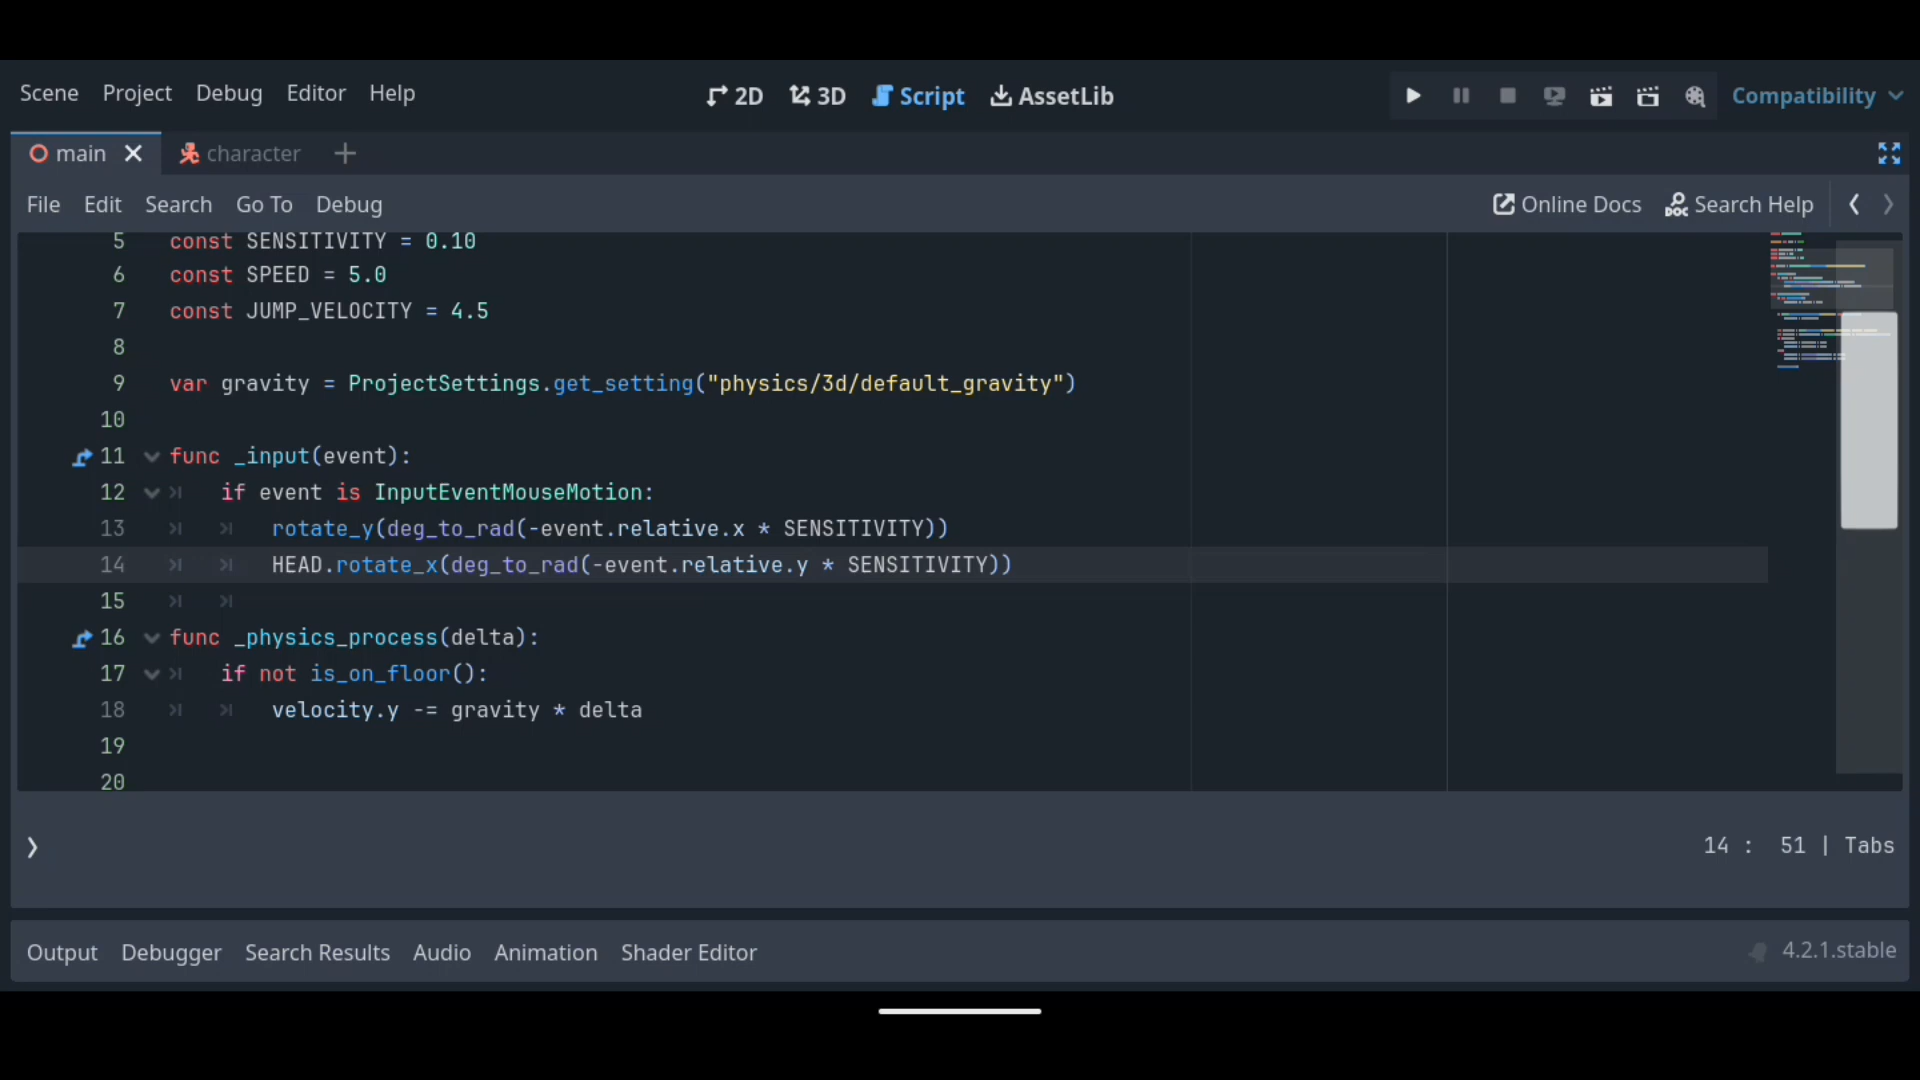 Scene Project Debug Editor Help 2D 3D Script AssetLib Compatibility
main character
File Edit Search Go To Debug Online Docs DOC Search Help
5 const SENSITIVITY = 0.10
6 const SPEED = 5.0
7 const JUMP_VELOCITY = 4.5
8
9 var gravity = ProjectSettings.get_setting("physics/3d/default_gravity")
10
11 func _input(event):
12 if event is InputEventMouseMotion:
13 rotate_y(deg_to_rad(-event.relative.x * SENSITIVITY))
14 HEAD.rotate_x(deg_to_rad(-event.relative.y * SENSITIVITY))
15
16 func _physics_process(delta):
17 if not is_on_floor():
18 velocity.y -= gravity * delta
19
20
14 : 51 | Tabs
Output Debugger Search Results Audio Animation Shader Editor 4.2.1.stable